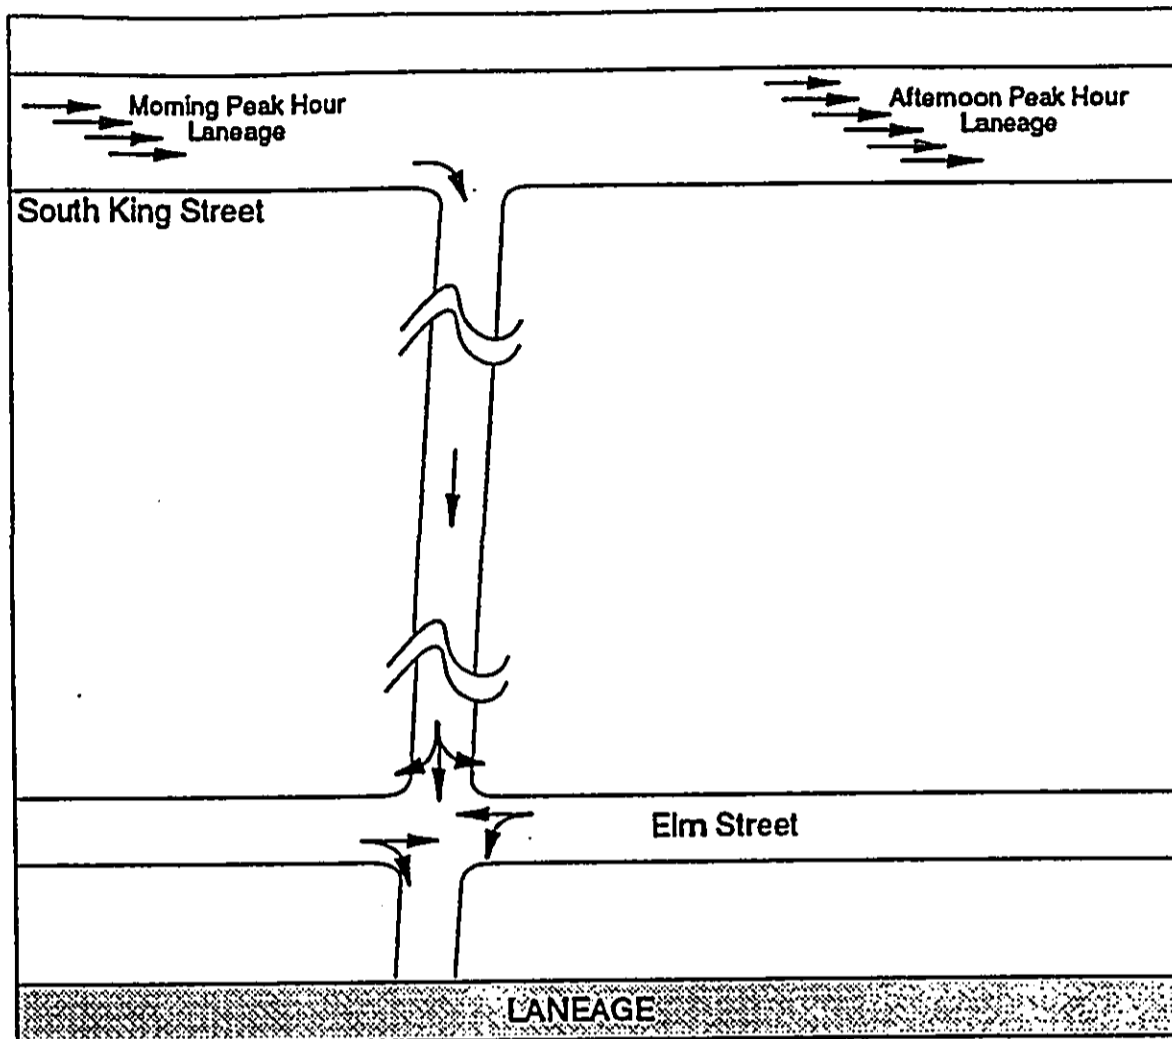 Morning Peak Hour
Laneage
Afternoon Peak Hour
Laneage
South King Street
Elm Street
LANEAGE